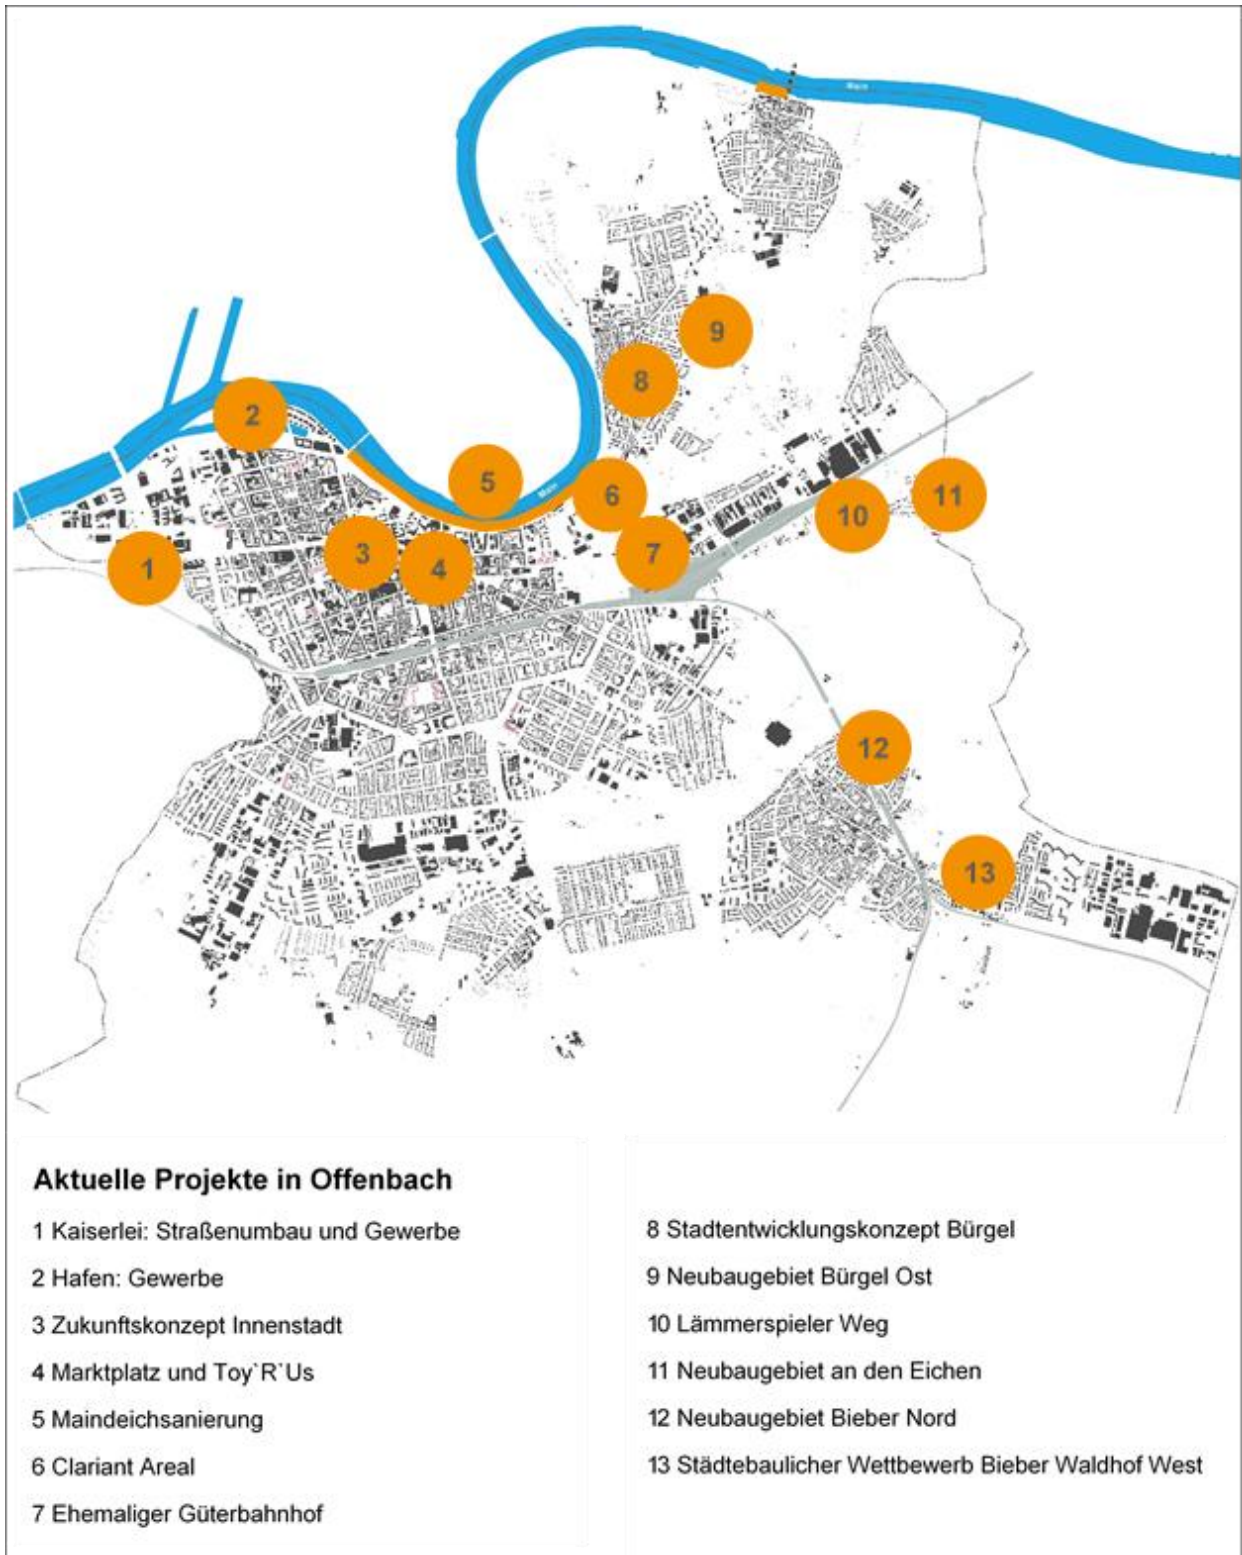 Main
2
9
8
5
Main
6
10
11
1
3
4
7
12
13
Aktuelle Projekte in Offenbach
1 Kaiserlei: Straßenumbau und Gewerbe
2 Hafen: Gewerbe
3 Zukunftskonzept Innenstadt
4 Marktplatz und Toy`R`Us
5 Maindeichsanierung
6 Clariant Areal
7 Ehemaliger Güterbahnhof
8 Stadtentwicklungskonzept Bürgel
9 Neubaugebiet Bürgel Ost
10 Lämmerspieler Weg
11 Neubaugebiet an den Eichen
12 Neubaugebiet Bieber Nord
13 Städtebaulicher Wettbewerb Bieber Waldhof West